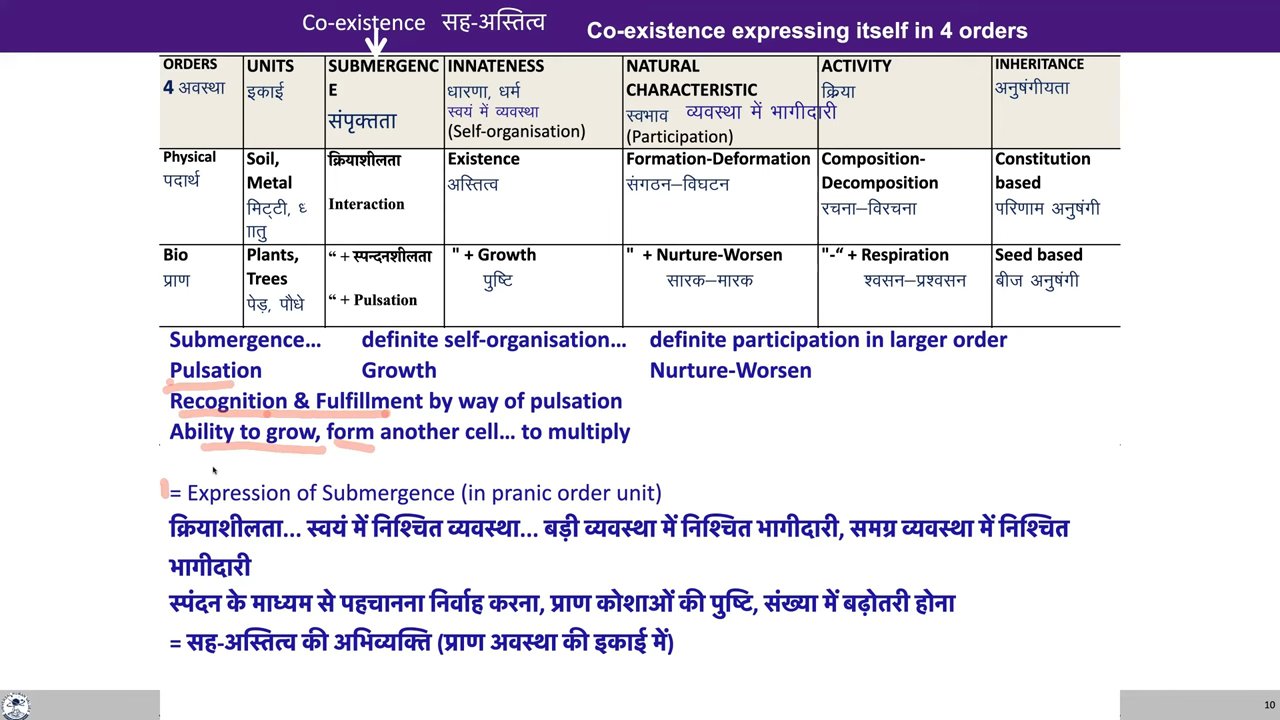 Co-existence सह-अस्तित्व
Co-existence expressing itself in 4 orders
ORDERS
4 अवस्था
UNITS
इकाई
SUBMERGENC
E
संपृक्तता
INNATENESS
धारणा, धर्म
स्वयं में व्यवस्था
(Self-organisation)
NATURAL
CHARACTERISTIC
स्वभाव व्यवस्था में भागीदारी
(Participation)
ACTIVITY
क्रिया
INHERITANCE
अनुषंगीयता
Physical
पदार्थ
Soil,
Metal
मिट्टी, ध
ाातु
क्रियाशीलता
Interaction
Existence
अस्तित्व
Formation-Deformation
संगठन–विघटन
Composition-
Decomposition
रचना–विरचना
Constitution
based
परिणाम अनुषंगी
Bio
प्राण
Plants,
Trees
पेड़, पौधे
“ + स्पन्दनशीलता
“ + Pulsation
" + Growth
पुष्टि
" + Nurture-Worsen
सारक–मारक
"-“ + Respiration
श्वसन–प्रश्वसन
Seed based
बीज अनुषंगी
Submergence… definite self-organisation… definite participation in larger order
Pulsation Growth Nurture-Worsen
Recognition & Fulfillment by way of pulsation
Ability to grow, form another cell… to multiply
= Expression of Submergence (in pranic order unit)
क्रियाशीलता... स्वयं में निश्चित व्यवस्था... बड़ी व्यवस्था में निश्चित भागीदारी, समग्र व्यवस्था में निश्चित
भागीदारी
स्पंदन के माध्यम से पहचानना निर्वाह करना, प्राण कोशाओं की पुष्टि, संख्या में बढ़ोतरी होना
= सह-अस्तित्व की अभिव्यक्ति (प्राण अवस्था की इकाई में)
10